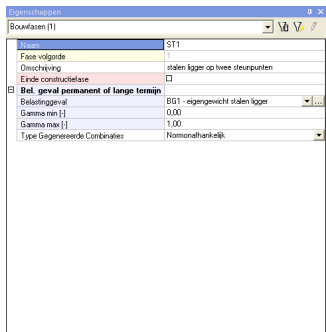 Eigenschappen
Bouwfasen (1)
Naam ST1
Fase volgorde 1
Omschrijving stalen ligger op twee steunpunten
Einde constructiefase
Bel. geval permanent of lange termijn
Belastinggeval BG1 - eigengewicht stalen ligger ...
Gamma min [-] 0,00
Gamma max [-] 1,00
Type Gegenereerde Combinaties Normonafhankelijk